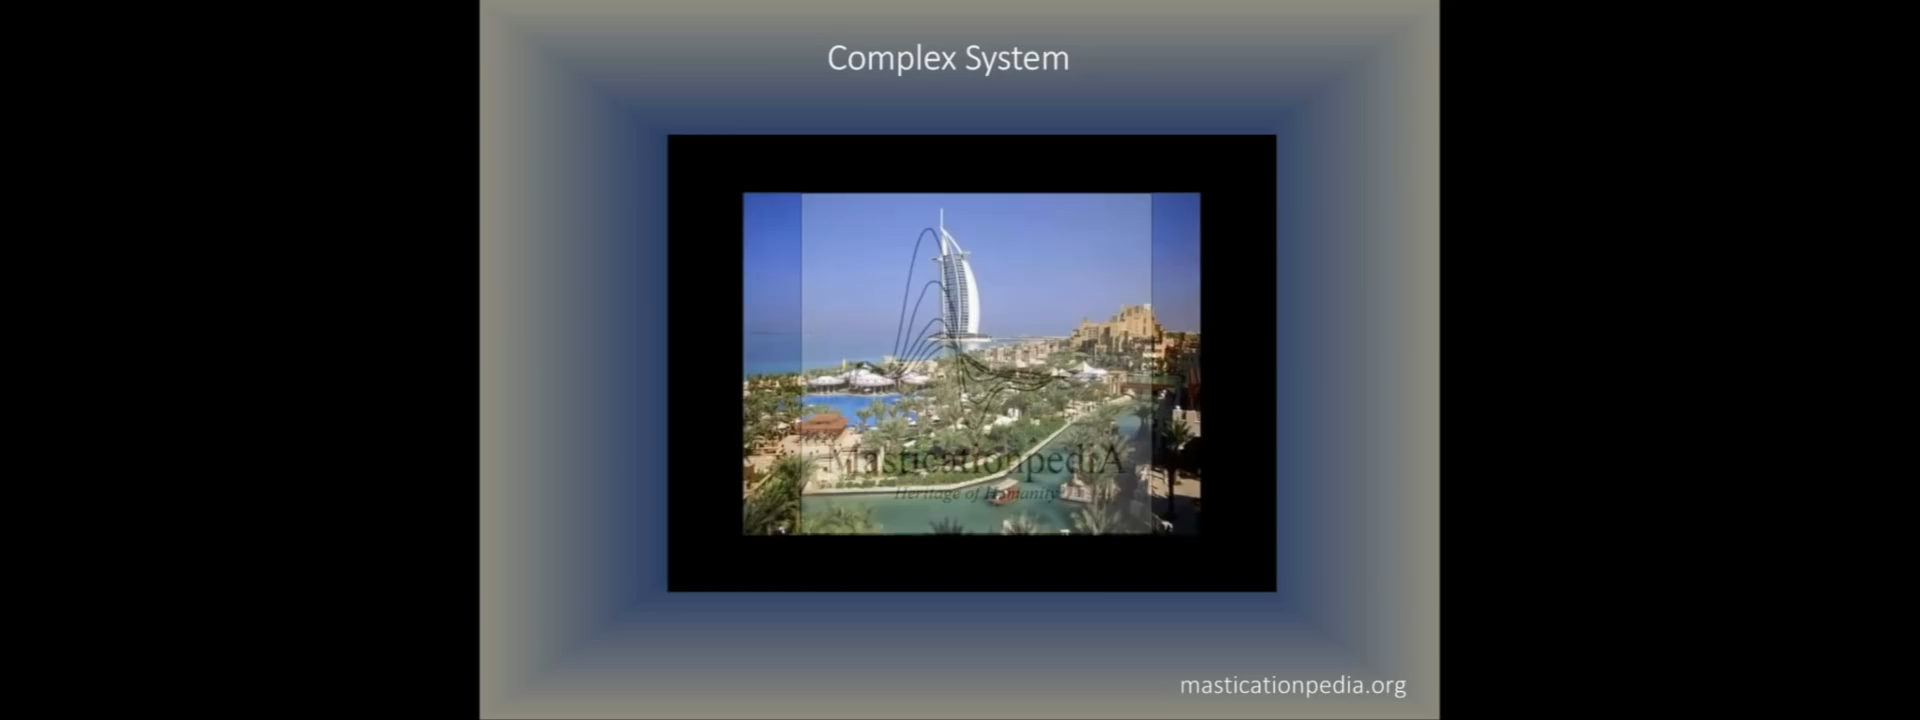 Complex System
MasticationpediA
Heritage of Humanity
masticationpedia.org